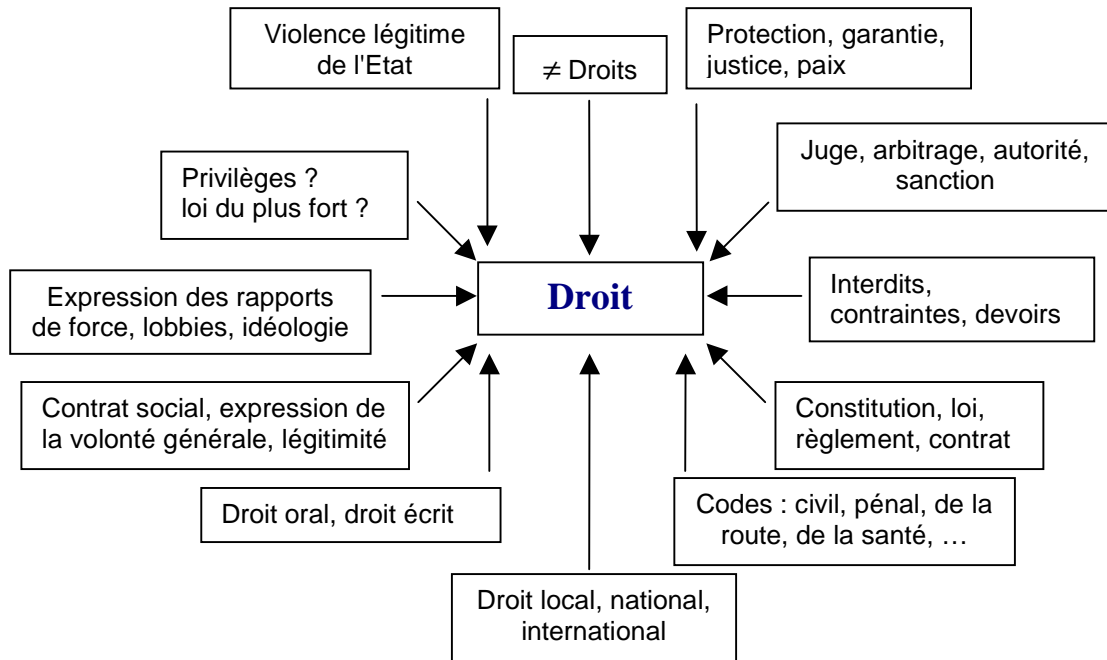 Violence légitime
de l'Etat
≠ Droits
Protection, garantie,
justice, paix
Privilèges ?
loi du plus fort ?
Juge, arbitrage, autorité,
sanction
Expression des rapports
de force, lobbies, idéologie
Droit
Interdits,
contraintes, devoirs
Contrat social, expression de
la volonté générale, légitimité
Constitution, loi,
règlement, contrat
Droit oral, droit écrit
Codes : civil, pénal, de la
route, de la santé, …
Droit local, national,
international